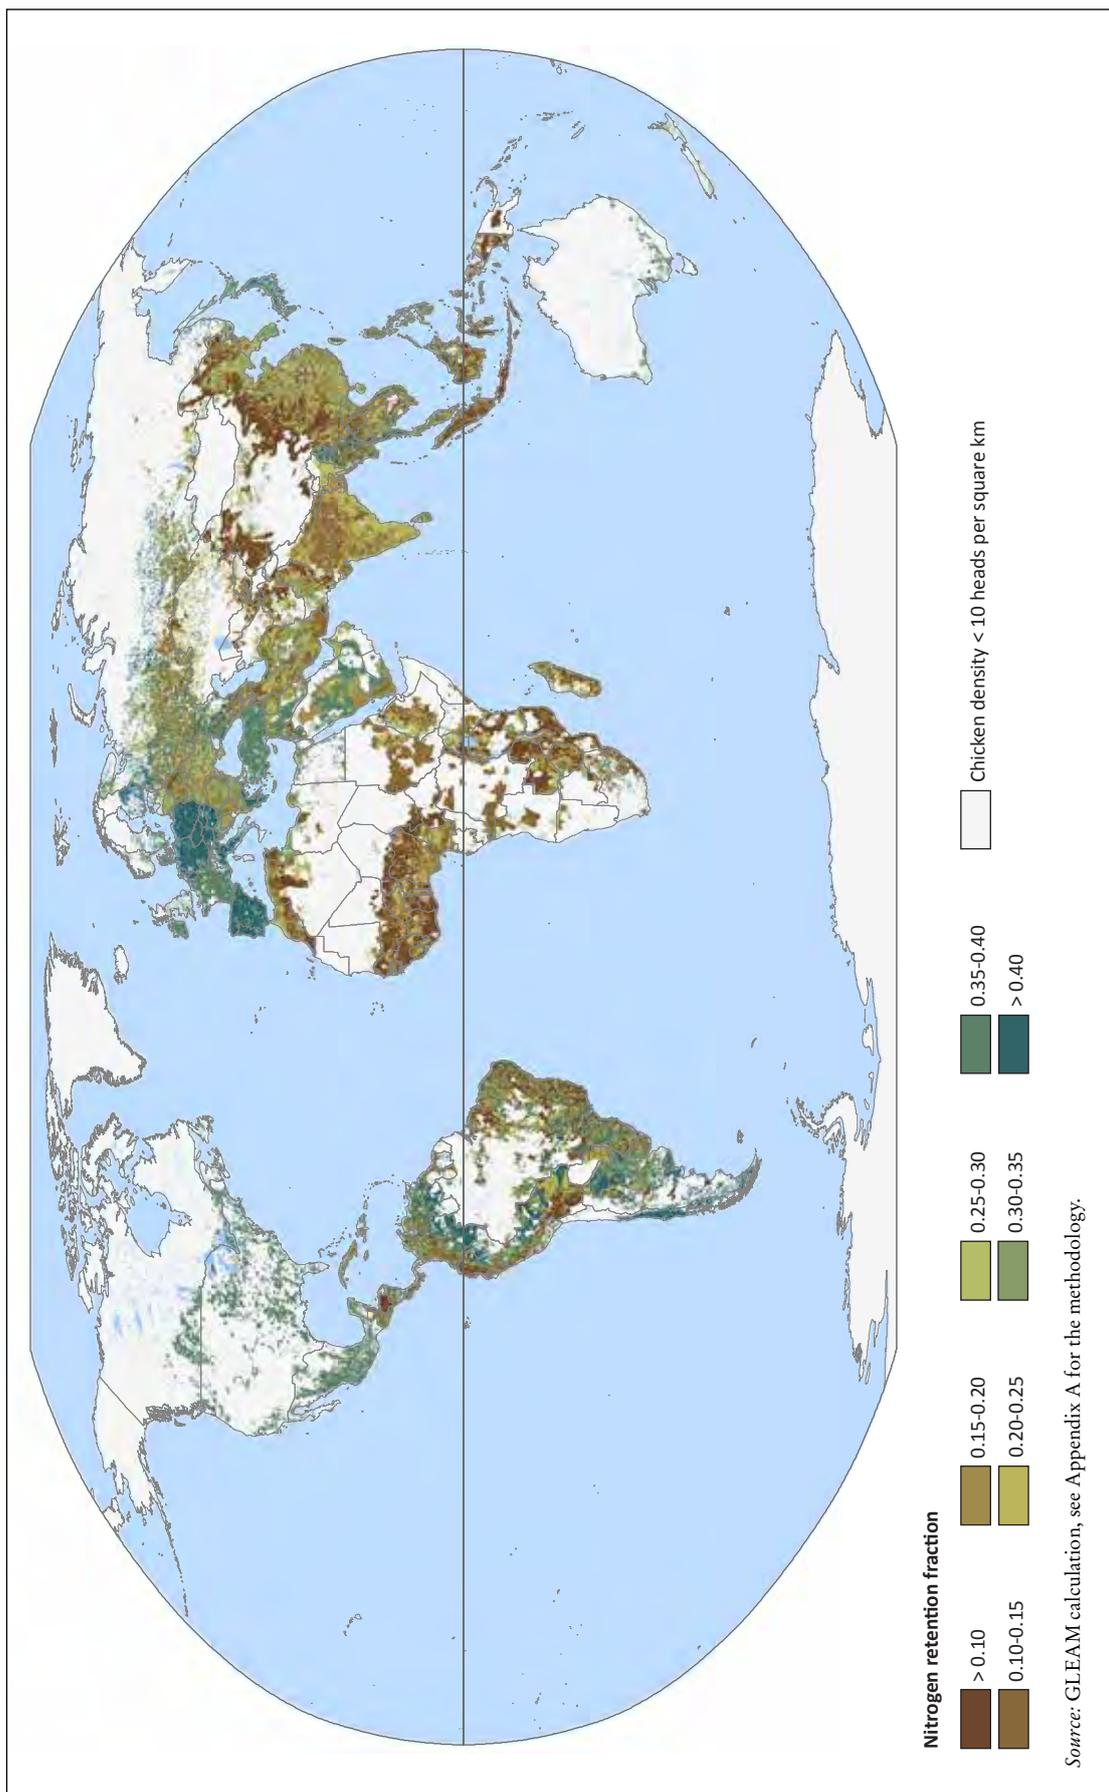 Nitrogen retention fraction
> 0.10
0.10-0.15
0.15-0.20
0.20-0.25
0.25-0.30
0.30-0.35
0.35-0.40
> 0.40
Chicken density < 10 heads per square km
Source: GLEAM calculation, see Appendix A for the methodology.